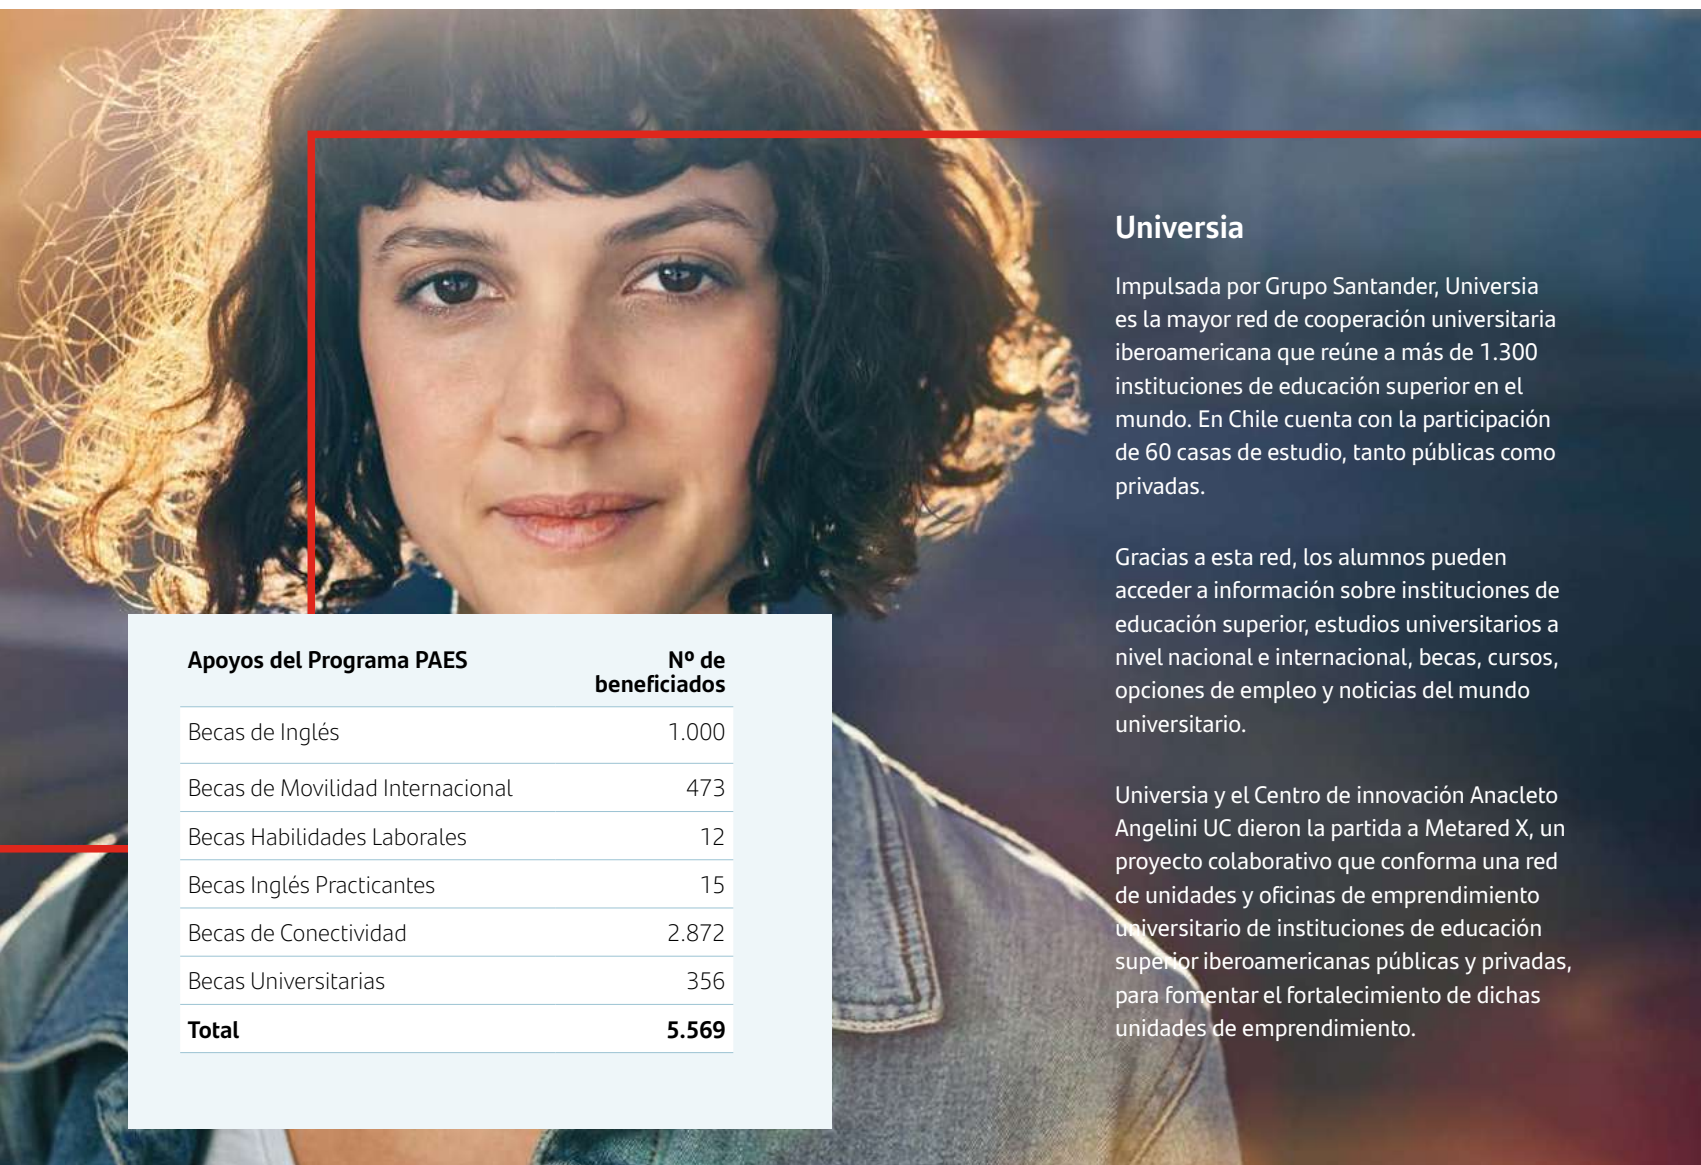 Universia
Impulsada por Grupo Santander, Universia
es la mayor red de cooperación universitaria
iberoamericana que reúne a más de 1.300
instituciones de educación superior en el
mundo. En Chile cuenta con la participación
de 60 casas de estudio, tanto públicas como
privadas.
Gracias a esta red, los alumnos pueden
acceder a información sobre instituciones de
educación superior, estudios universitarios a
nivel nacional e internacional, becas, cursos,
opciones de empleo y noticias del mundo
universitario.
Universia y el Centro de innovación Anacleto
Angelini UC dieron la partida a Metared X, un
proyecto colaborativo que conforma una red
de unidades y oficinas de emprendimiento
universitario de instituciones de educación
superior iberoamericanas públicas y privadas,
para fomentar el fortalecimiento de dichas
unidades de emprendimiento.
Apoyos del Programa PAES Nº de
beneficiados
Becas de Inglés 1.000
Becas de Movilidad Internacional 473
Becas Habilidades Laborales 12
Becas Inglés Practicantes 15
Becas de Conectividad 2.872
Becas Universitarias 356
Total 5.569